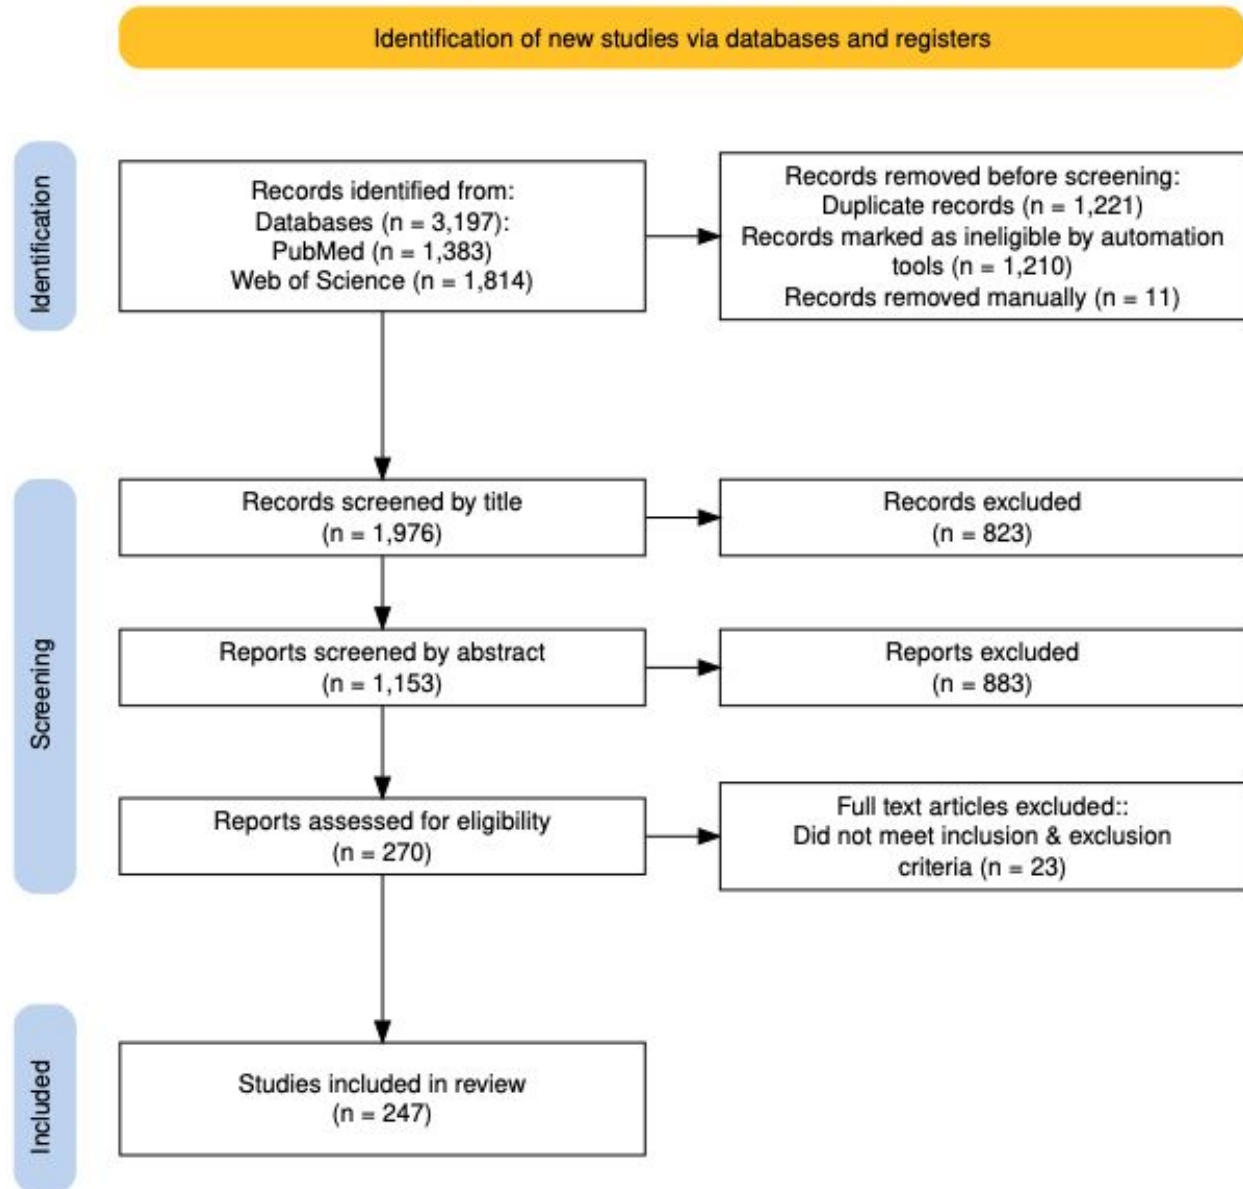 Identification of new studies via databases and registers
Identification
Records identified from:
Databases (n = 3,197):
PubMed (n = 1,383)
Web of Science (n = 1,814)
Records removed before screening:
Duplicate records (n = 1,221)
Records marked as ineligible by automation
tools (n = 1,210)
Records removed manually (n = 11)
Screening
Records screened by title
(n = 1,976)
Records excluded
(n = 823)
Reports screened by abstract
(n = 1,153)
Reports excluded
(n = 883)
Reports assessed for eligibility
(n = 270)
Full text articles excluded::
Did not meet inclusion & exclusion
criteria (n = 23)
Included
Studies included in review
(n = 247)